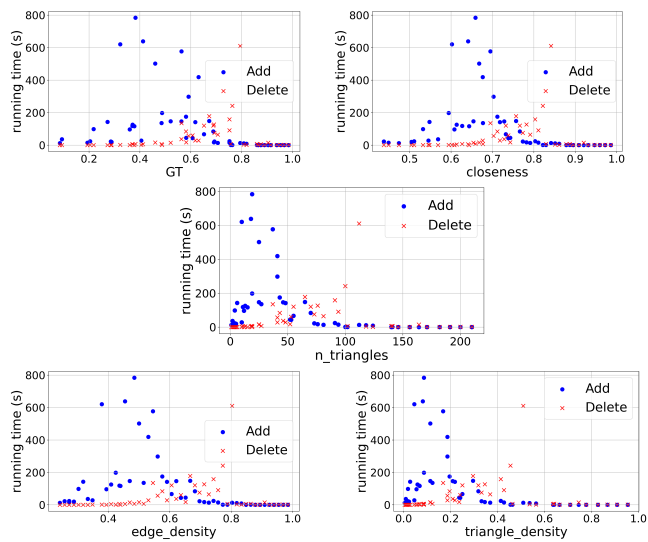 running time (s)
800
600
400
200
0
Add
Delete
0.2 0.4 0.6 0.8 1.0
GT
running time (s)
800
600
400
200
0
Add
Delete
0.5 0.6 0.7 0.8 0.9 1.0
closeness
running time (s)
800
600
400
200
0
Add
Delete
0 50 100 150 200
n_triangles
running time (s)
800
600
400
200
0
Add
Delete
0.4 0.6 0.8 1.0
edge_density
running time (s)
800
600
400
200
0
Add
Delete
0.0 0.2 0.4 0.6 0.8 1.0
triangle_density